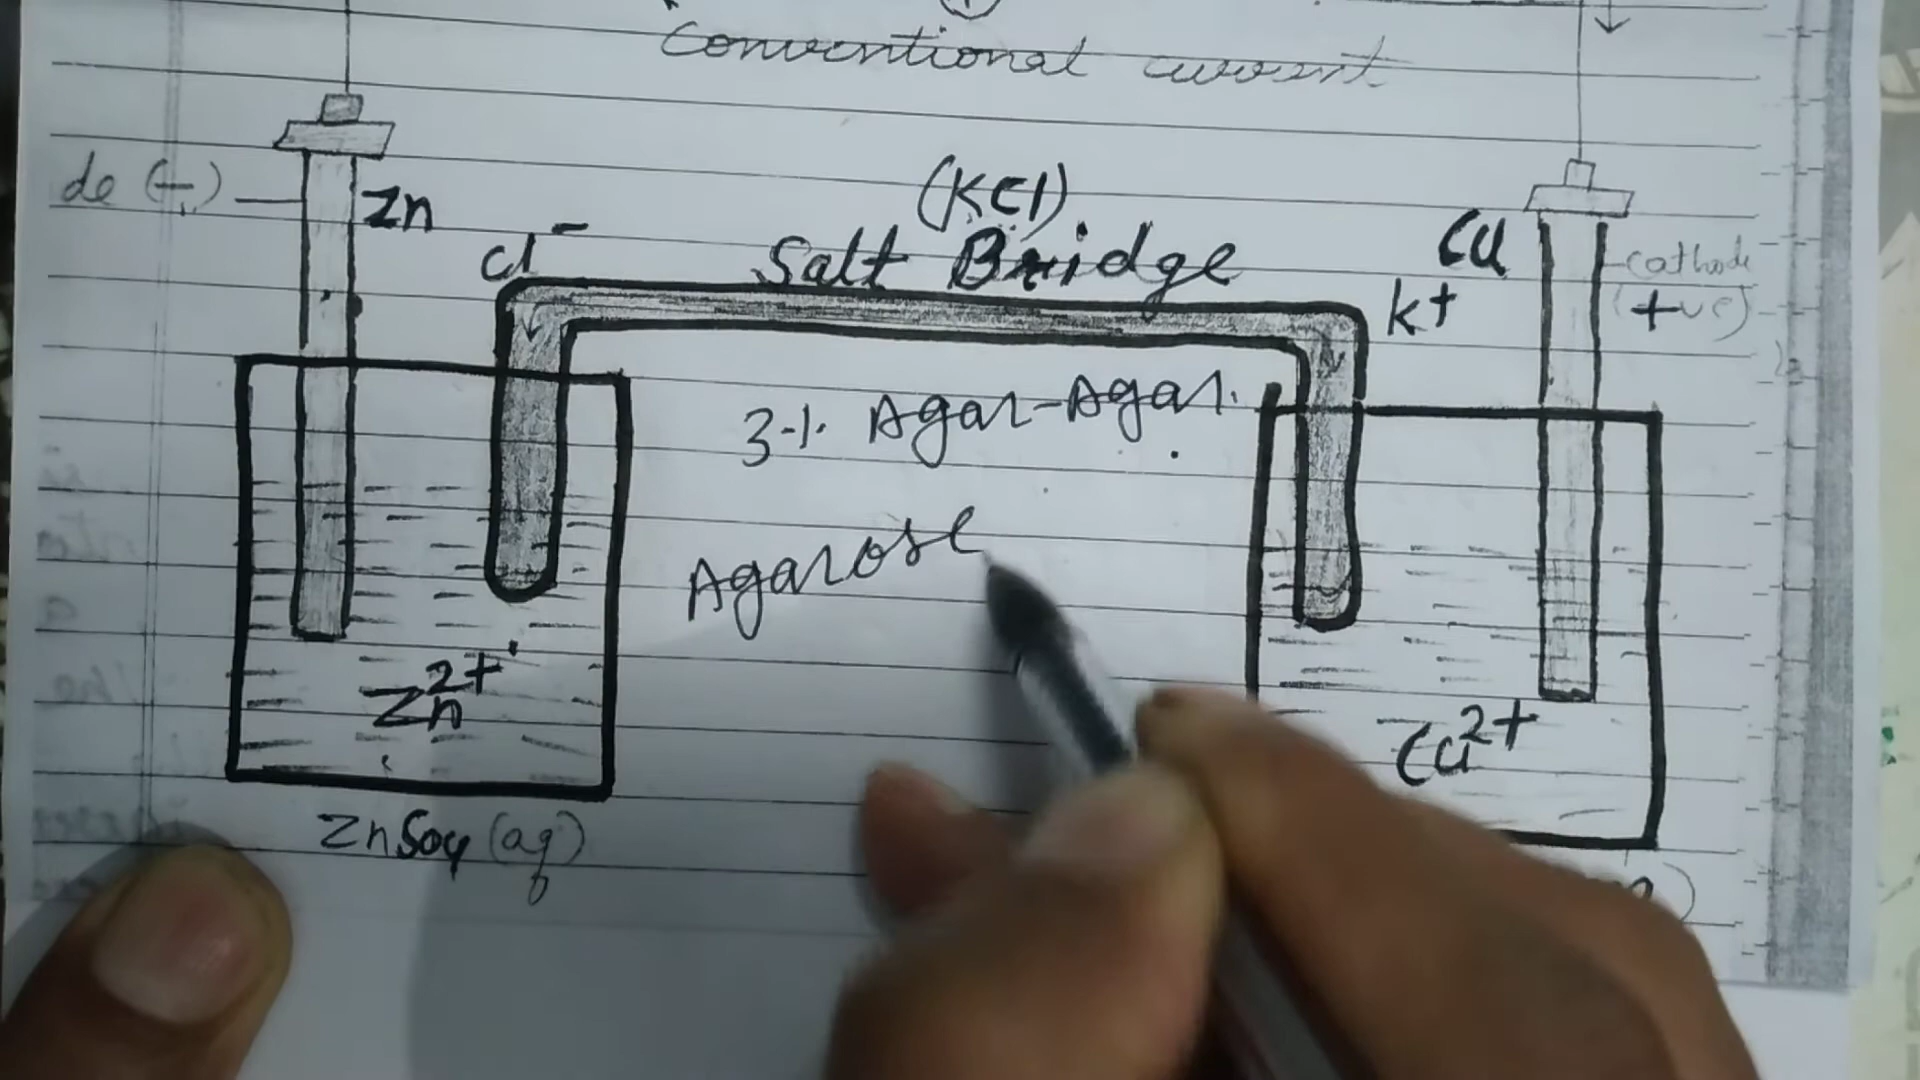 Conventional current
(KCl)
de (-)
Zn
Cl-
Salt Bridge
Cu
cathode
K+
(+ve)
3% Agar-Agar.
Agarose
Zn2+
Cu2+
ZnSO4 (aq)